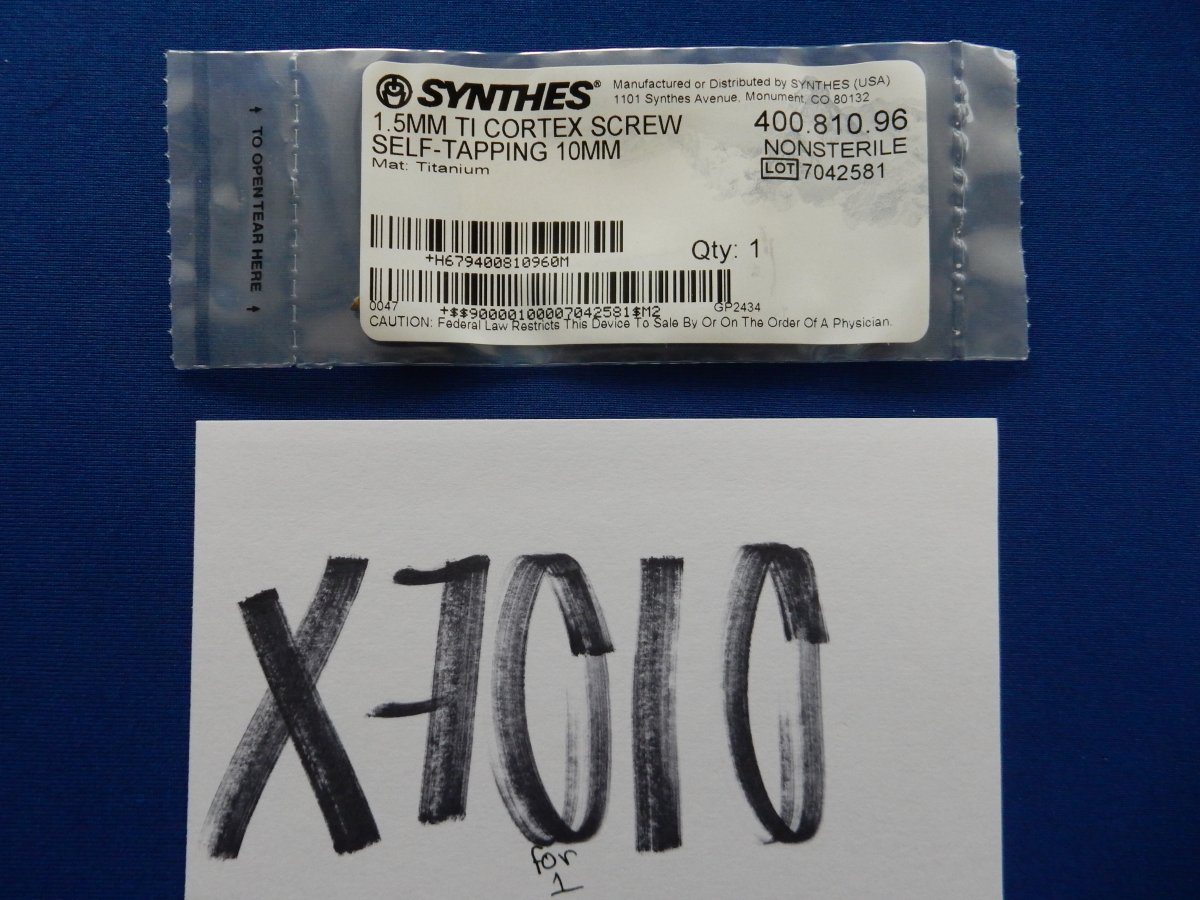 SYNTHES® Manufactured or Distributed by SYNTHES (USA)
1101 Synthes Avenue, Monument, CO 80132
1.5MM TI CORTEX SCREW 400.810.96
SELF-TAPPING 10MM NONSTERILE
Mat: Titanium LOT 7042581
+H679400810960M
Qty: 1
0047 +$$90000100007042581$M2 GP2434
CAUTION: Federal Law Restricts This Device To Sale By Or On The Order Of A Physician.
↑ TO OPEN TEAR HERE ↑
X7010
for
1